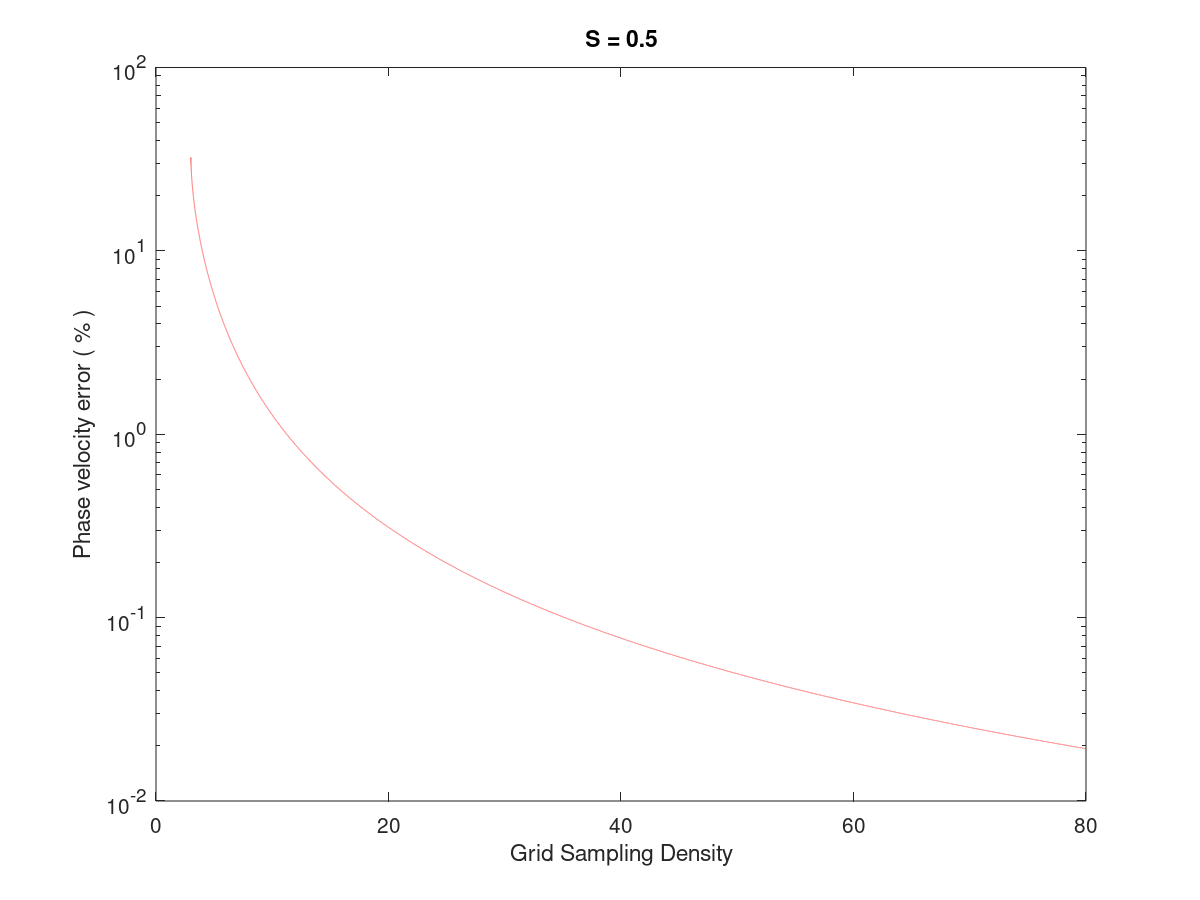 S = 0.5
10^2
10^1
10^0
10^-1
10^-2
Phase velocity error ( % )
0 20 40 60 80
Grid Sampling Density